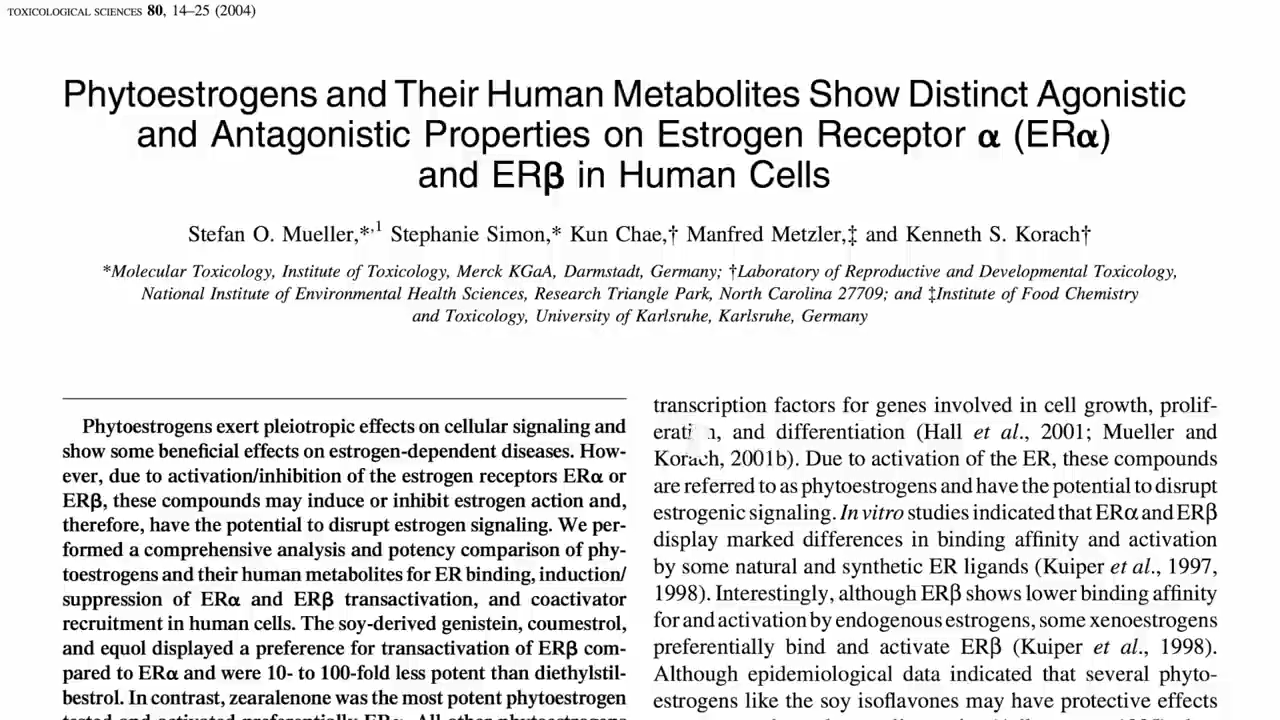 TOXICOLOGICAL SCIENCES 80, 14–25 (2004)
Phytoestrogens and Their Human Metabolites Show Distinct Agonistic
and Antagonistic Properties on Estrogen Receptor α (ERα)
and ERβ in Human Cells
Stefan O. Mueller,*,1 Stephanie Simon,* Kun Chae,† Manfred Metzler,‡ and Kenneth S. Korach†
*Molecular Toxicology, Institute of Toxicology, Merck KGaA, Darmstadt, Germany; †Laboratory of Reproductive and Developmental Toxicology,
National Institute of Environmental Health Sciences, Research Triangle Park, North Carolina 27709; and ‡Institute of Food Chemistry
and Toxicology, University of Karlsruhe, Karlsruhe, Germany
Phytoestrogens exert pleiotropic effects on cellular signaling and
show some beneficial effects on estrogen-dependent diseases. How-
ever, due to activation/inhibition of the estrogen receptors ERα or
ERβ, these compounds may induce or inhibit estrogen action and,
therefore, have the potential to disrupt estrogen signaling. We per-
formed a comprehensive analysis and potency comparison of phy-
toestrogens and their human metabolites for ER binding, induction/
suppression of ERα and ERβ transactivation, and coactivator
recruitment in human cells. The soy-derived genistein, coumestrol,
and equol displayed a preference for transactivation of ERβ com-
pared to ERα and were 10- to 100-fold less potent than diethylstil-
bestrol. In contrast, zearalenone was the most potent phytoestrogen
tested and activated preferentially ERα. All other phytoestrogens
transcription factors for genes involved in cell growth, prolif-
eration, and differentiation (Hall et al., 2001; Mueller and
Korach, 2001b). Due to activation of the ER, these compounds
are referred to as phytoestrogens and have the potential to disrupt
estrogenic signaling. In vitro studies indicated that ERα and ERβ
display marked differences in binding affinity and activation
by some natural and synthetic ER ligands (Kuiper et al., 1997,
1998). Interestingly, although ERβ shows lower binding affinity
for and activation by endogenous estrogens, some xenoestrogens
preferentially bind and activate ERβ (Kuiper et al., 1998).
Although epidemiological data indicated that several phyto-
estrogens like the soy isoflavones may have protective effects